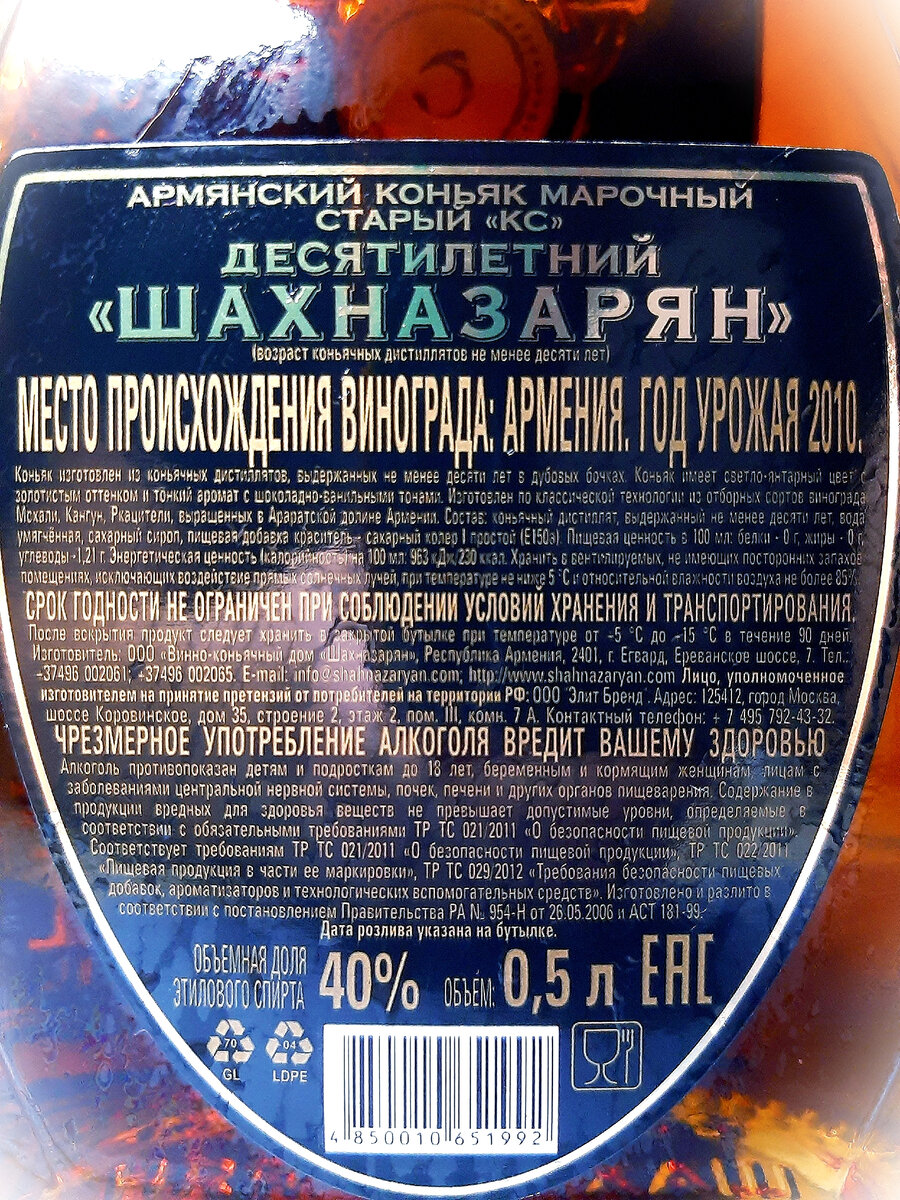 АРМЯНСКИЙ КОНЬЯК МАРОЧНЫЙ
СТАРЫЙ «КС»
ДЕСЯТИЛЕТНИЙ
«ШАХНАЗАРЯН»
(возраст коньячных дистиллятов не менее десяти лет)
МЕСТО ПРОИСХОЖДЕНИЯ ВИНОГРАДА: АРМЕНИЯ. ГОД УРОЖАЯ 2010.
Коньяк изготовлен из коньячных дистиллятов, выдержанных не менее десяти лет в дубовых бочках. Коньяк имеет светло-янтарный цвет с
золотистым оттенком и тонкий аромат с шоколадно-ванильными тонами. Изготовлен по классической технологии из отборных сортов винограда
Мсхали, Кангун, Ркацители, выращенных в Араратской долине Армении. Состав: коньячный дистиллят, выдержанный не менее десяти лет, вода
умягчённая, сахарный сироп, пищевая добавка краситель - сахарный колер I простой (Е150а). Пищевая ценность в 100 мл: белки - 0 г, жиры - 0 г,
углеводы -1,21 г. Энергетическая ценность (калорийность) на 100 мл: 963 кДж/230 ккал. Хранить в вентилируемых, не имеющих посторонних запахов
помещениях, исключающих воздействие прямых солнечных лучей, при температуре не ниже 5 °С и относительной влажности воздуха не более 85%.
СРОК ГОДНОСТИ НЕ ОГРАНИЧЕН ПРИ СОБЛЮДЕНИИ УСЛОВИЙ ХРАНЕНИЯ И ТРАНСПОРТИРОВАНИЯ.
После вскрытия продукт следует хранить в закрытой бутылке при температуре от +5 °С до +15 °С в течение 90 дней.
Изготовитель: ООО «Винно-коньячный дом «Шахназарян», Республика Армения, 2401, г. Егвард, Ереванское шоссе, 7. Тел.:
+37496 002061, +37496 002065. E-mail: info@shahnazaryan.com; http://www.shahnazaryan.com Лицо, уполномоченное
изготовителем на принятие претензий от потребителей на территории РФ: ООО "Элит Бренд". Адрес: 125412, город Москва,
шоссе Коровинское, дом 35, строение 2, этаж 2, пом. III, комн. 7 А. Контактный телефон: + 7 495 792-43-32.
ЧРЕЗМЕРНОЕ УПОТРЕБЛЕНИЕ АЛКОГОЛЯ ВРЕДИТ ВАШЕМУ ЗДОРОВЬЮ
Алкоголь противопоказан детям и подросткам до 18 лет, беременным и кормящим женщинам, лицам с
заболеваниями центральной нервной системы, почек, печени и других органов пищеварения. Содержание в
продукции вредных для здоровья веществ не превышает допустимые уровни, определяемые в
соответствии с обязательными требованиями ТР ТС 021/2011 «О безопасности пищевой продукции».
Соответствует требованиям ТР ТС 021/2011 «О безопасности пищевой продукции», ТР ТС 022/2011
«Пищевая продукция в части ее маркировки», ТР ТС 029/2012 «Требования безопасности пищевых
добавок, ароматизаторов и технологических вспомогательных средств». Изготовлено и разлито в
соответствии с постановлением Правительства РА № 954-Н от 26.05.2006 и АСТ 181-99.
Дата розлива указана на бутылке.
ОБЪЕМНАЯ ДОЛЯ
ЭТИЛОВОГО СПИРТА 40% ОБЪЁМ: 0,5 л ЕАС
70 04
GL LDPE
4 850010 651992